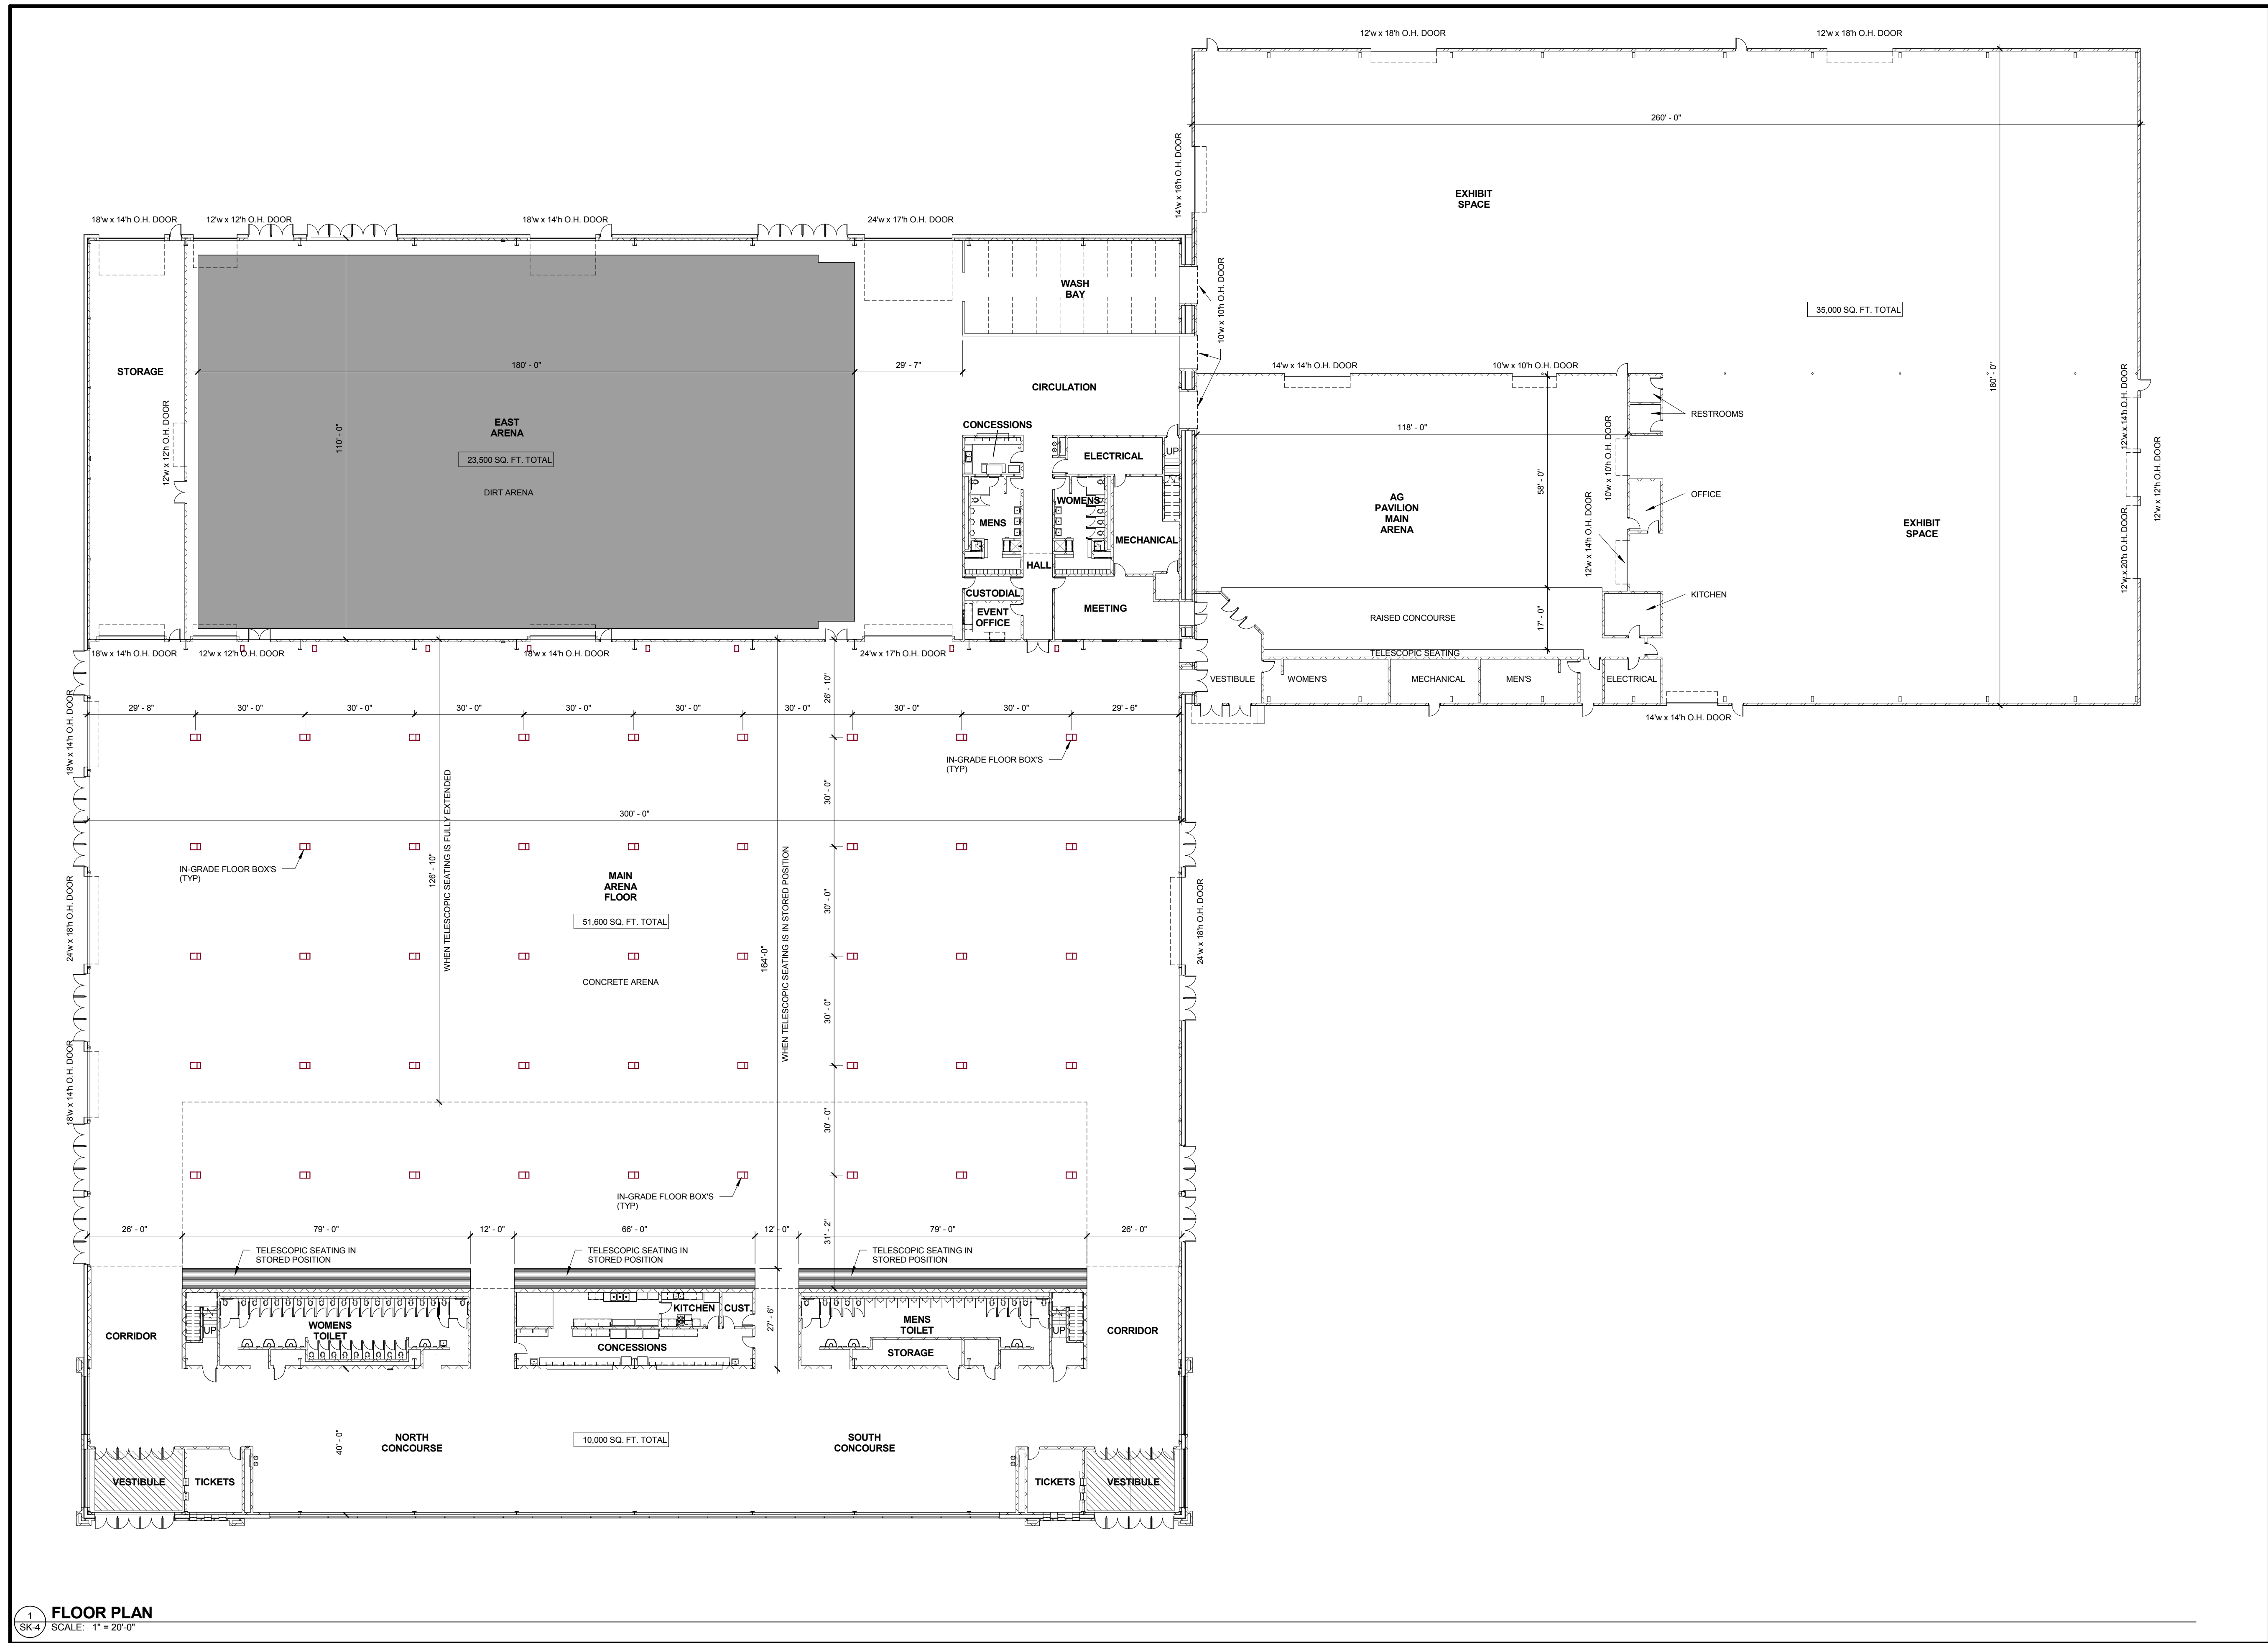 12'w x 18'h O.H. DOOR
12'w x 18'h O.H. DOOR
260' - 0"
14'w x 16'h O.H. DOOR
EXHIBIT
SPACE
18'w x 14'h O.H. DOOR
12'w x 12'h O.H. DOOR
18'w x 14'h O.H. DOOR
24'w x 17'h O.H. DOOR
WASH
BAY
10'w x 10'h O.H. DOOR
35,000 SQ. FT. TOTAL
STORAGE
180' - 0"
29' - 7"
CIRCULATION
14'w x 14'h O.H. DOOR
10'w x 10'h O.H. DOOR
180' - 0"
12'w x 14'h O.H. DOOR
RESTROOMS
12'w x 12'h O.H. DOOR
EAST
ARENA
110' - 0"
23,500 SQ. FT. TOTAL
DIRT ARENA
CONCESSIONS
ELECTRICAL
UP
118' - 0"
10'w x 10'h O.H. DOOR
12'w x 12'h O.H. DOOR
WOMENS
MENS
MECHANICAL
HALL
58' - 0"
AG
PAVILION
MAIN
ARENA
OFFICE
12'w x 14'h O.H. DOOR
EXHIBIT
SPACE
12'w x 20'h O.H. DOOR
CUSTODIAL
EVENT
OFFICE
MEETING
KITCHEN
RAISED CONCOURSE
17' - 0"
TELESCOPIC SEATING
18'w x 14'h O.H. DOOR
12'w x 12'h O.H. DOOR
18'w x 14'h O.H. DOOR
24'w x 17'h O.H. DOOR
VESTIBULE
WOMEN'S
MECHANICAL
MEN'S
ELECTRICAL
14'w x 14'h O.H. DOOR
26' - 10"
29' - 8"
30' - 0"
30' - 0"
30' - 0"
30' - 0"
30' - 0"
30' - 0"
30' - 0"
30' - 0"
29' - 6"
18'w x 14'h O.H. DOOR
IN-GRADE FLOOR BOX'S
(TYP)
30' - 0"
300' - 0"
WHEN TELESCOPIC SEATING IS FULLY EXTENDED
126' - 10"
IN-GRADE FLOOR BOX'S
(TYP)
MAIN
ARENA
FLOOR
51,600 SQ. FT. TOTAL
CONCRETE ARENA
24'w x 18'h O.H. DOOR
24'w x 18'h O.H. DOOR
164'-0"
WHEN TELESCOPIC SEATING IS IN STORED POSITION
30' - 0"
30' - 0"
18'w x 14'h O.H. DOOR
30' - 0"
IN-GRADE FLOOR BOX'S
(TYP)
26' - 0"
79' - 0"
12' - 0"
66' - 0"
12' - 0"
31' - 2"
79' - 0"
26' - 0"
TELESCOPIC SEATING IN
STORED POSITION
TELESCOPIC SEATING IN
STORED POSITION
TELESCOPIC SEATING IN
STORED POSITION
CORRIDOR
UP
WOMENS
TOILET
KITCHEN
CUST.
CONCESSIONS
27' - 6"
MENS
TOILET
STORAGE
UP
CORRIDOR
40' - 0"
NORTH
CONCOURSE
10,000 SQ. FT. TOTAL
SOUTH
CONCOURSE
VESTIBULE
TICKETS
TICKETS
VESTIBULE
1
SK-4
FLOOR PLAN
SCALE: 1" = 20'-0"